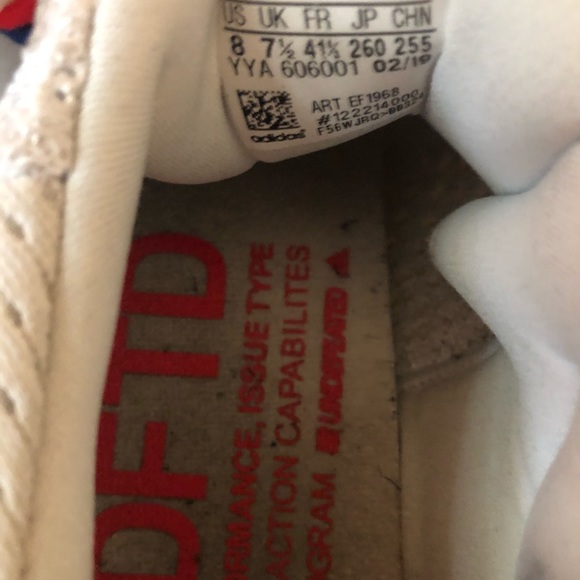 US UK FR JP CHN
8 7½ 41⅓ 260 255
YYA 606001 02/19
ART EF1968
#122214000
adidas
DFTD
RMANCE, ISSUE TYPE
ACTION CAPABILITES
GRAM UNDEFEATED